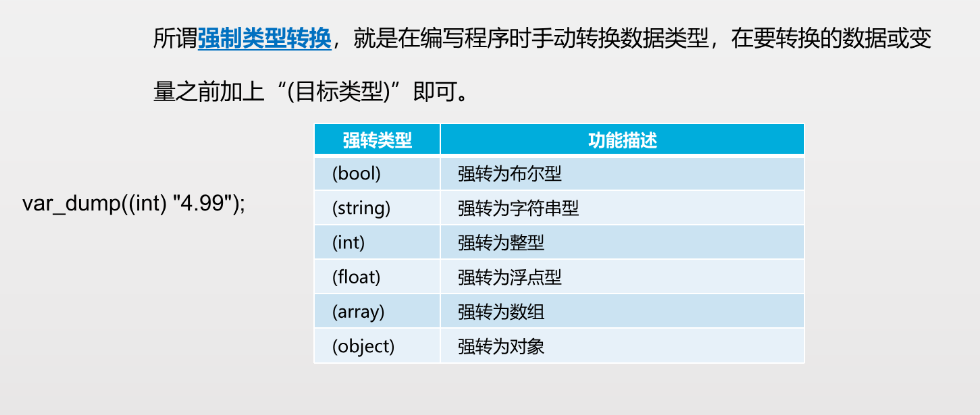 所谓强制类型转换，就是在编写程序时手动转换数据类型，在要转换的数据或变
量之前加上“(目标类型)”即可。
强转类型 功能描述
(bool) 强转为布尔型
var_dump((int) "4.99");
(string) 强转为字符串型
(int) 强转为整型
(float) 强转为浮点型
(array) 强转为数组
(object) 强转为对象